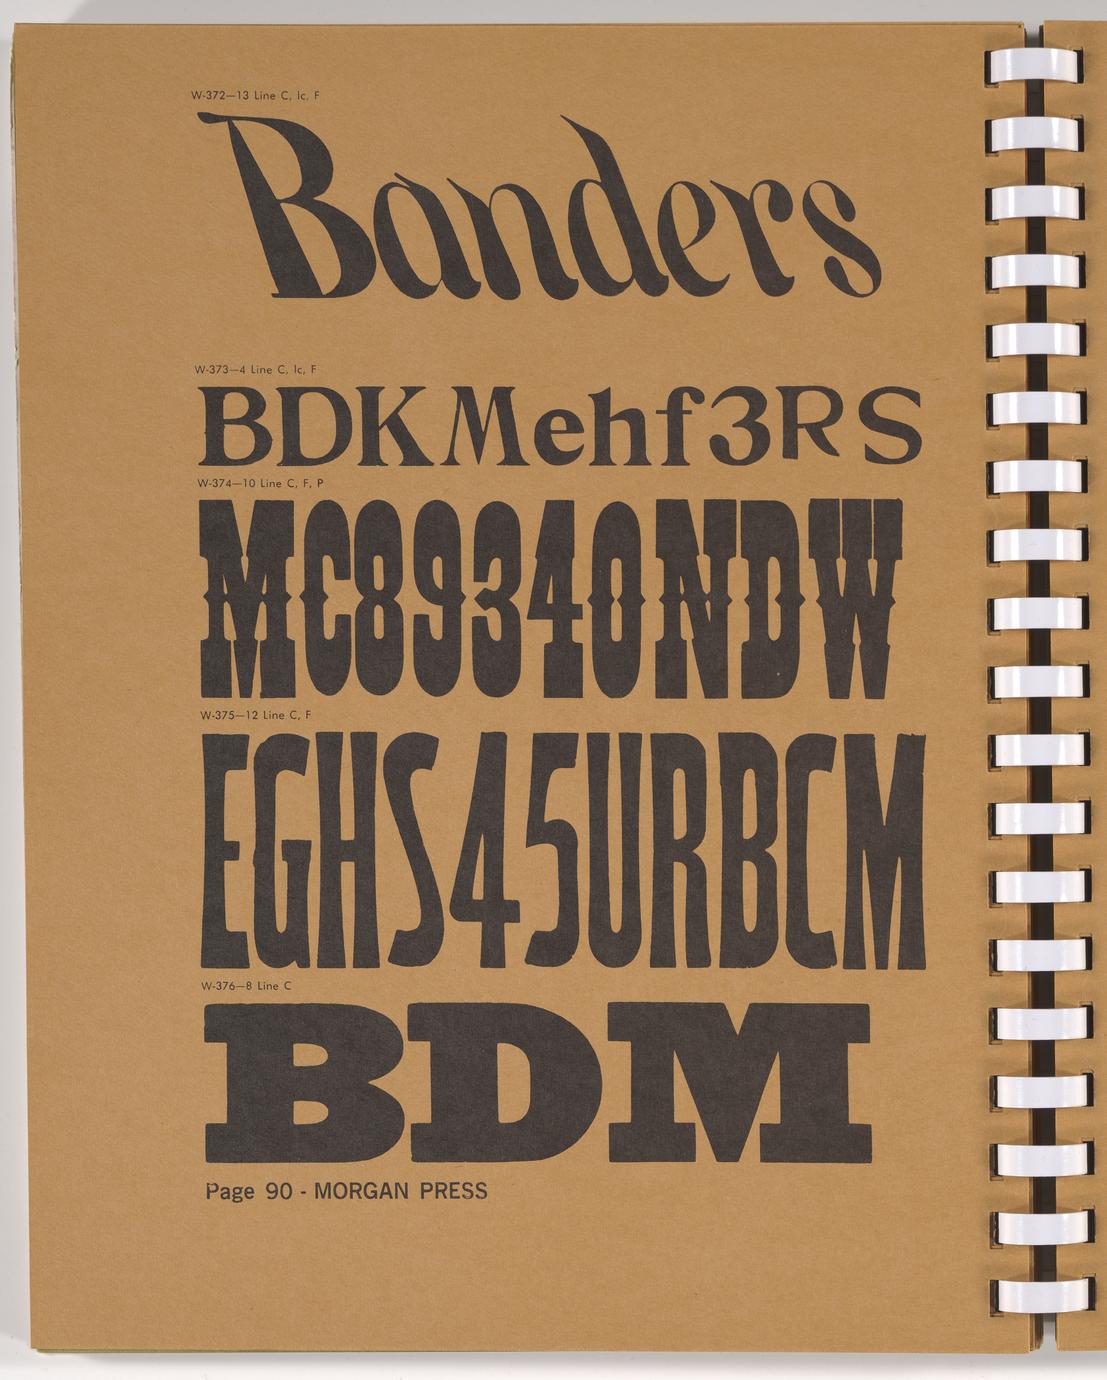 W-372—13 Line C, lc, F
Banders
W-373—4 Line C, lc, F
BDKMehf3RS
W-374—10 Line C, F, P
MC89340NDW
W-375—12 Line C, F
EGHS45URBCM
W-376—8 Line C
BDM
Page 90 - MORGAN PRESS